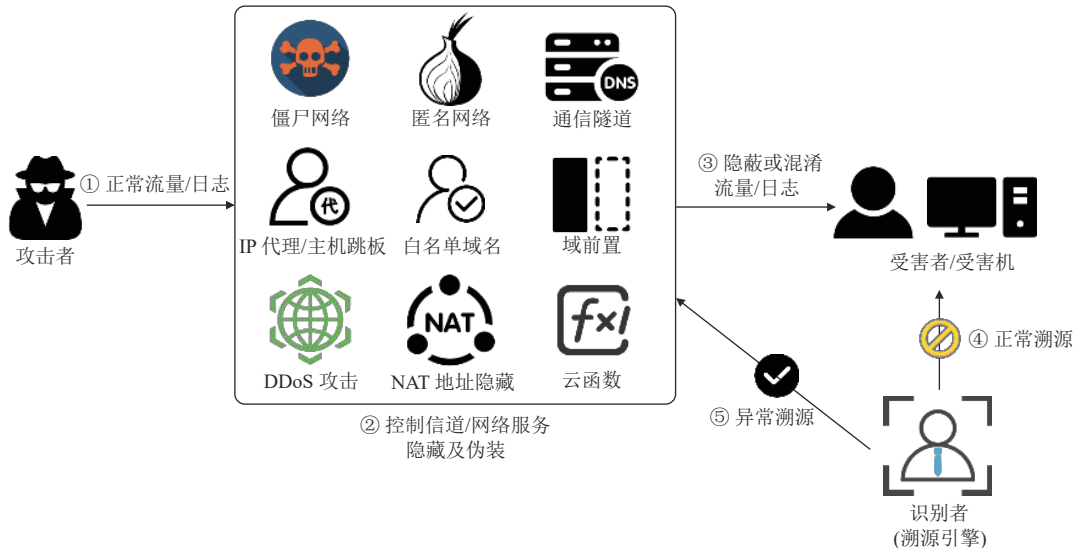 DNS
僵尸网络
匿名网络
通信隧道
① 正常流量/日志
代
③ 隐蔽或混淆
流量/日志
攻击者
IP 代理/主机跳板
白名单域名
域前置
受害者/受害机
NAT
fx
④ 正常溯源
DDoS 攻击
NAT 地址隐藏
云函数
② 控制信道/网络服务
隐藏及伪装
⑤ 异常溯源
识别者
(溯源引擎)